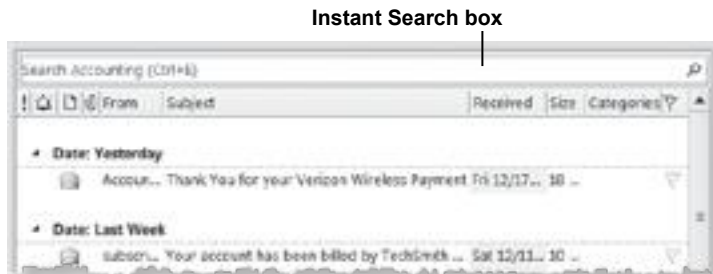 Instant Search box
Search Accounting (Ctrl+E)
From Subject Received Size Categories
Date: Yesterday
Accoun... Thank You for your Verizon Wireless Payment Fri 12/17... 18 ...
Date: Last Week
subscri... Your account has been billed by TechSmith ... Sat 12/11... 10 ...